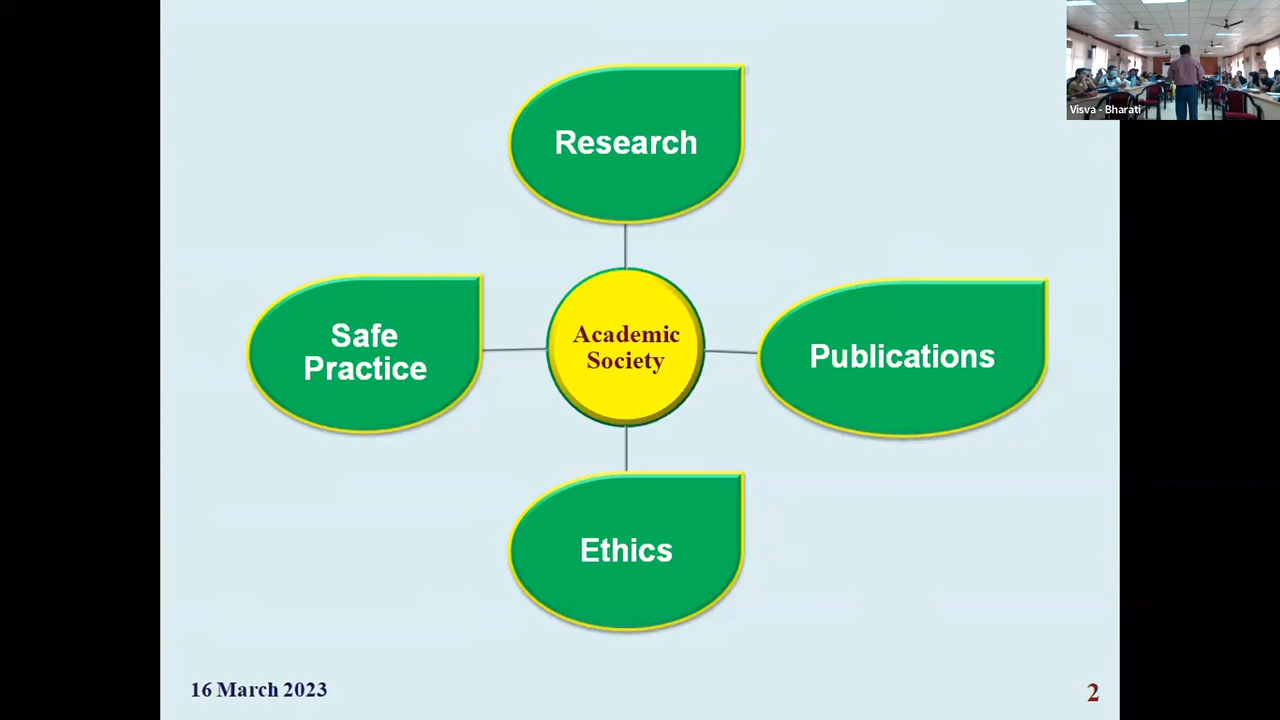 Visva - Bharati
Research
Safe
Practice
Academic
Society
Publications
Ethics
16 March 2023
2